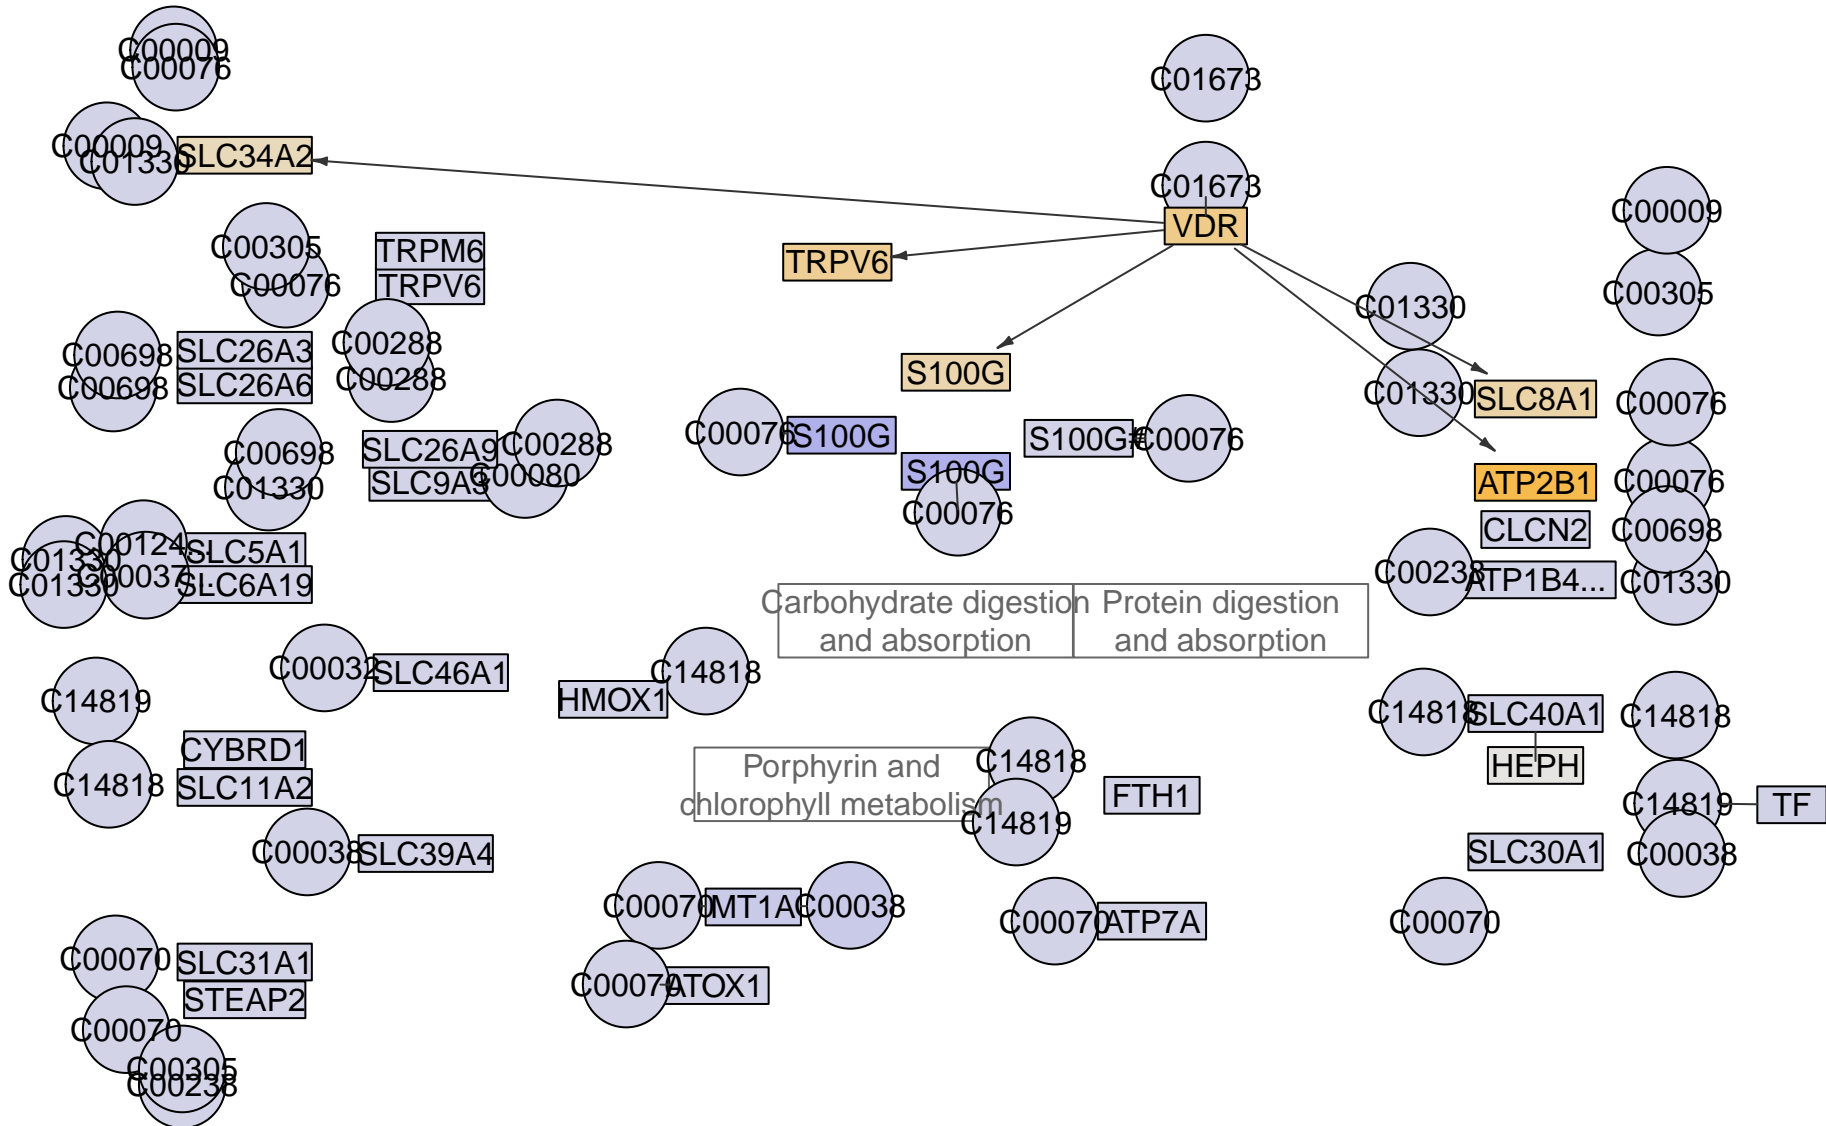 C00009
C00076
C01673
C00009
C01330
SLC34A2
C01673
VDR
C00009
C00305
C00076
TRPM6
TRPV6
TRPV6
C01330
C00305
C00698
C00698
SLC26A3
SLC26A6
C00288
C00288
S100G
C01330
SLC8A1
C00076
C00698
C01330
SLC26A9
SLC9A3
C00288
C00080
C00076
S100G
S100G
C00076
S100G#
C00076
ATP2B1
C00076
CLCN2
C00698
C01330
C01330
C00124...
C00037...
SLC5A1
SLC6A19
C00238
ATP1B4...
C01330
Carbohydrate digestion
and absorption
Protein digestion
and absorption
C00032
SLC46A1
HMOX1
C14818
C14819
C14818
CYBRD1
SLC11A2
C14818
SLC40A1
HEPH
C14818
Porphyrin and
chlorophyll metabolism
C14818
C14819
FTH1
C14819
TF
C00038
SLC39A4
SLC30A1
C00038
C00070
MT1A
C00038
C00070
ATP7A
C00070
C00070
SLC31A1
STEAP2
C00070
ATOX1
C00070
C00305
C00238